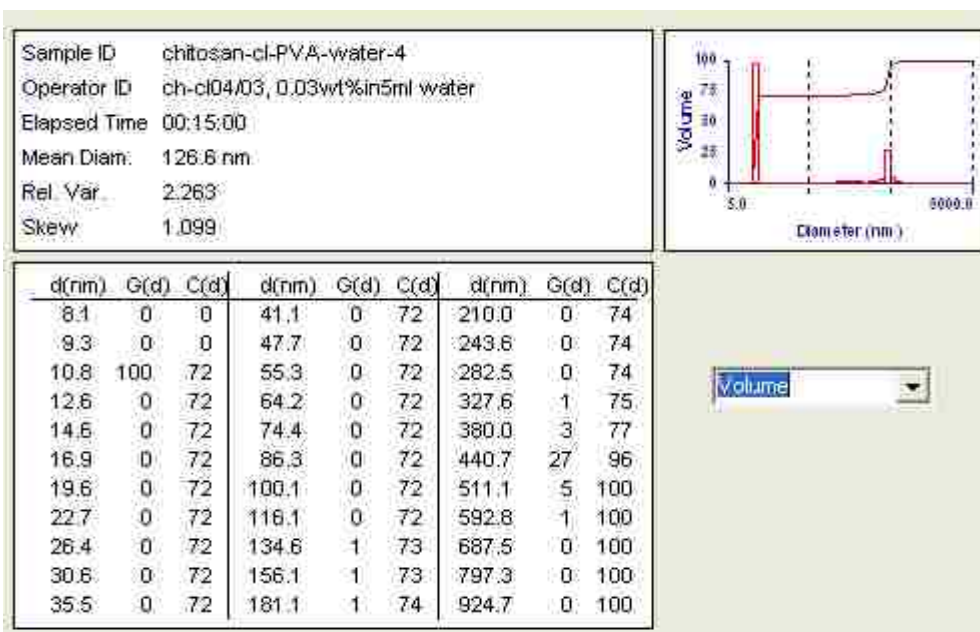 Sample ID chitosan-cl-PVA-water-4
Operator ID ch-cl04/03, 0.03wt%in5ml water
Elapsed Time 00:15:00
Mean Diam. 126.6 nm
Rel. Var. 2.263
Skew 1.099
100
75
50
25
0
Volume
5.0 5000.0
Diameter (nm)
d(nm) G(d) C(d) d(nm) G(d) C(d) d(nm) G(d) C(d)
8.1 0 0 41.1 0 72 210.0 0 74
9.3 0 0 47.7 0 72 243.6 0 74
10.8 100 72 55.3 0 72 282.5 0 74
12.6 0 72 64.2 0 72 327.6 1 75
14.6 0 72 74.4 0 72 380.0 3 77
16.9 0 72 86.3 0 72 440.7 27 96
19.6 0 72 100.1 0 72 511.1 5 100
22.7 0 72 116.1 0 72 592.8 1 100
26.4 0 72 134.6 1 73 687.5 0 100
30.6 0 72 156.1 1 73 797.3 0 100
35.5 0 72 181.1 1 74 924.7 0 100
Volume